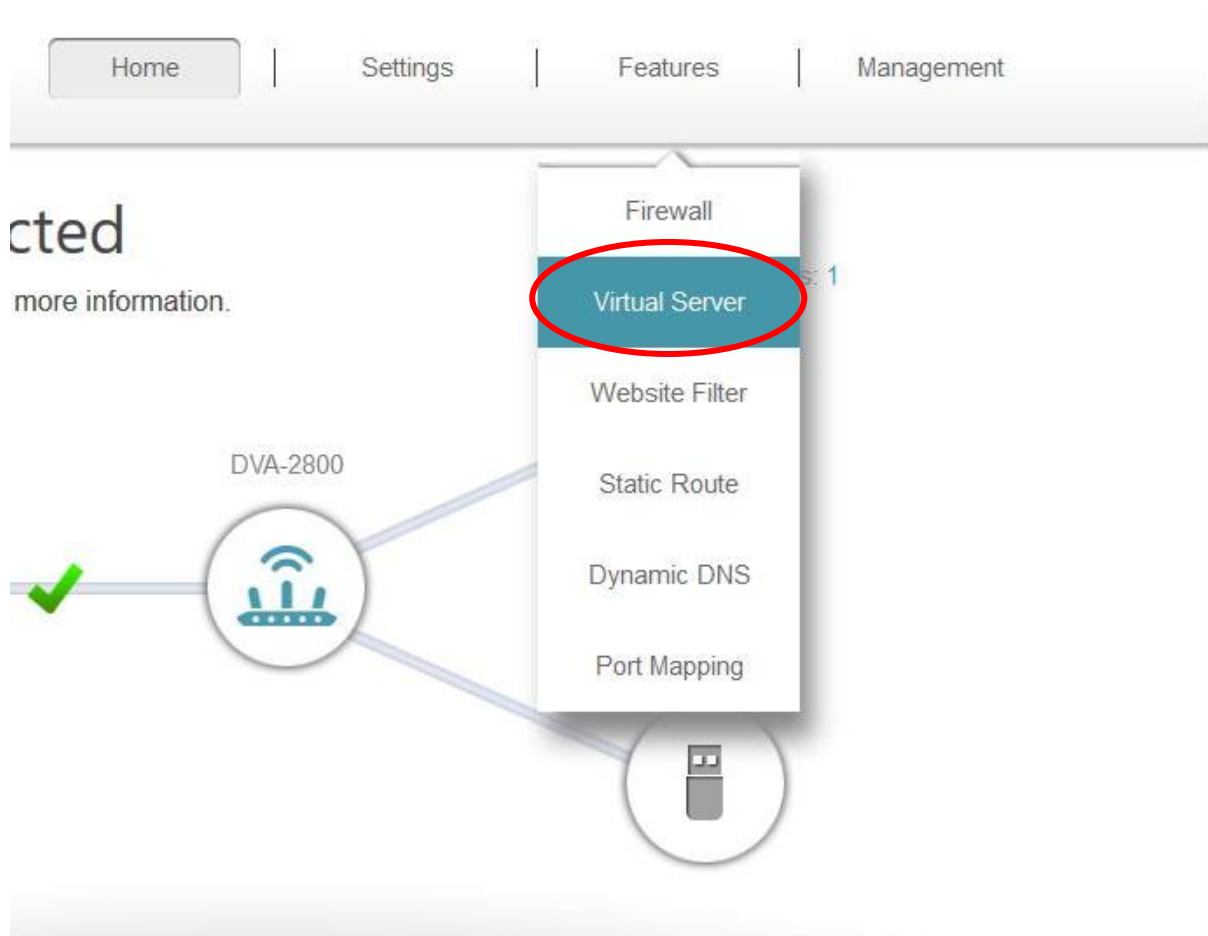 Home
Settings
Features
Management
cted
more information.
Firewall
Virtual Server
s: 1
Website Filter
Static Route
Dynamic DNS
Port Mapping
DVA-2800